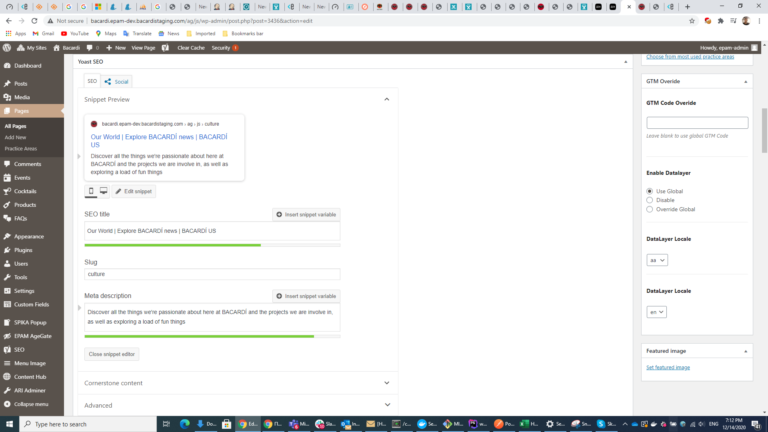 Not secure | bacardi.epam-dev.bacardistaging.com/ag/js/wp-admin/post.php?post=3436&action=edit
Apps
Gmail
YouTube
Maps
Translate
News
Imported
Bookmarks bar
My Sites
Bacardi
0
New
View Page
Clear Cache
Security
Howdy, epam-admin
Dashboard
Posts
Media
Pages
All Pages
Add New
Practice Areas
Comments
Events
Cocktails
Products
FAQs
Appearance
Plugins
Users
Tools
Settings
Custom Fields
SPIKA Popup
EPAM AgeGate
SEO
Menu Image
Content Hub
ARI Adminer
Collapse menu
Yoast SEO
SEO
Social
Snippet Preview
bacardi.epam-dev.bacardistaging.com › ag › js › culture
Our World | Explore BACARDÍ news | BACARDÍ
US
Discover all the things we're passionate about here at
BACARDÍ and the projects we are involve in, as well as
exploring a load of fun things
Edit snippet
SEO title
Insert snippet variable
Our World | Explore BACARDÍ news | BACARDÍ US
Slug
culture
Meta description
Insert snippet variable
Discover all the things we're passionate about here at BACARDÍ and the projects we are involve in,
as well as exploring a load of fun things
Close snippet editor
Cornerstone content
Advanced
Choose from most used practice areas
GTM Overide
GTM Code Overide
Leave blank to use global GTM Code
Enable Datalayer
Use Global
Disable
Override Global
DataLayer Locale
DataLayer Locale
en
Featured image
Set featured image
Type here to search
7:12 PM
12/14/2020